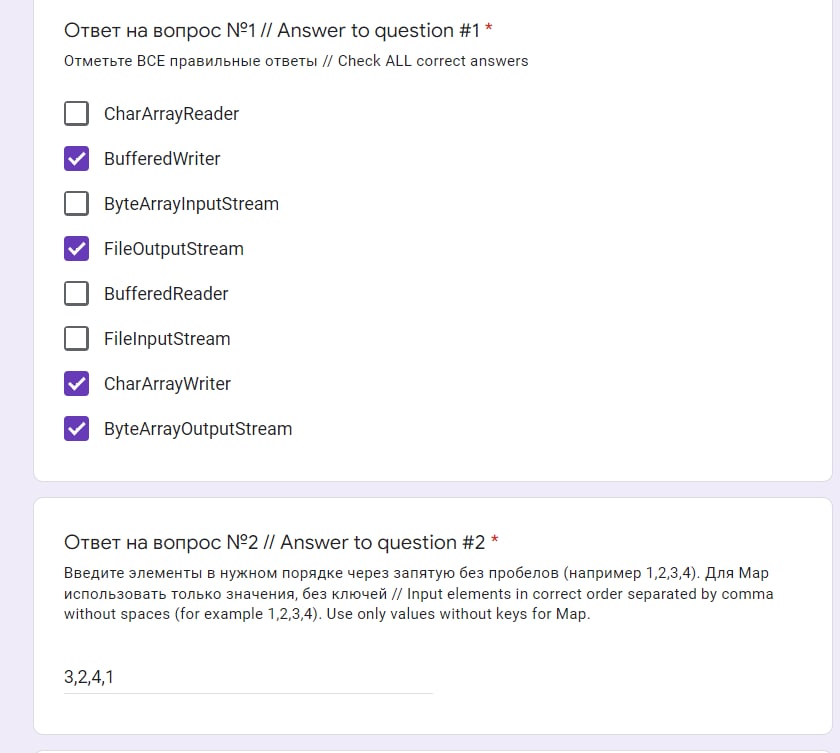 Ответ на вопрос №1 // Answer to question #1 *
Отметьте ВСЕ правильные ответы // Check ALL correct answers
CharArrayReader
BufferedWriter
ByteArrayInputStream
FileOutputStream
BufferedReader
FileInputStream
CharArrayWriter
ByteArrayOutputStream
Ответ на вопрос №2 // Answer to question #2 *
Введите элементы в нужном порядке через запятую без пробелов (например 1,2,3,4). Для Map
использовать только значения, без ключей // Input elements in correct order separated by comma
without spaces (for example 1,2,3,4). Use only values without keys for Map.
3,2,4,1